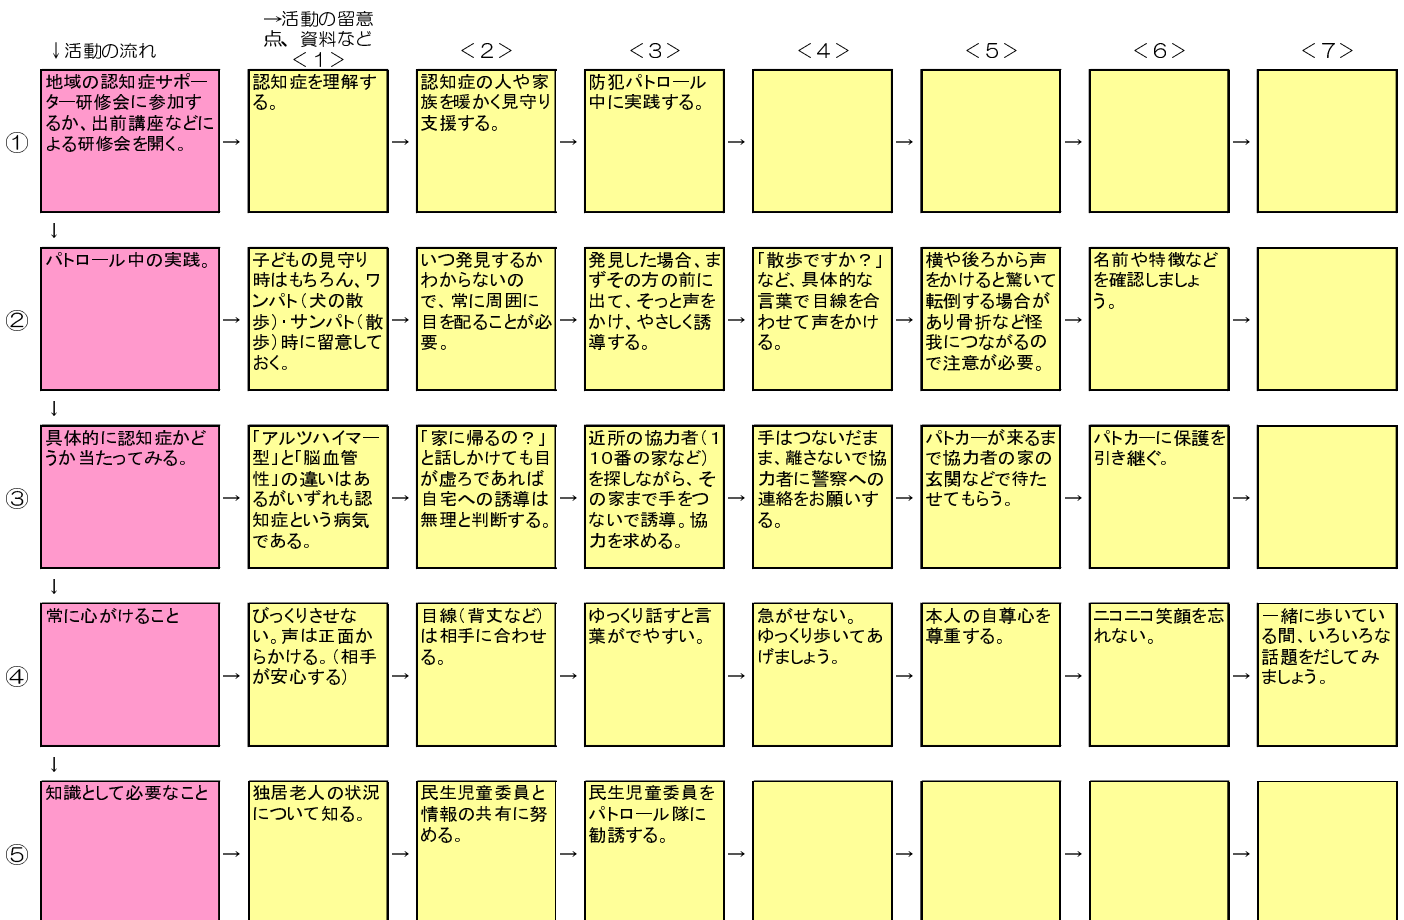 →活動の留意
点、資料など
↓活動の流れ
＜１＞
＜２＞
＜３＞
＜４＞
＜５＞
＜６＞
＜７＞
①
地域の認知症サポー
ター研修会に参加す
るか、出前講座などに
よる研修会を開く。
→
認知症を理解す
る。
→
認知症の人や家
族を暖かく見守り
支援する。
→
防犯パトロール
中に実践する。
→
→
→
→
↓
②
パトロール中の実践。
→
子どもの見守り
時はもちろん、ワ
ンパト（犬の散
歩）・サンパト（散
歩）時に留意して
おく。
→
いつ発見するか
わからないの
で、常に周囲に
目を配ることが必
要。
→
発見した場合、ま
ずその方の前に
出て、そっと声を
かけ、やさしく誘
導する。
→
「散歩ですか？」
など、具体的な
言葉で目線を合
わせて声をかけ
る。
→
横や後ろから声
をかけると驚いて
転倒する場合が
あり骨折など怪
我につながるの
で注意が必要。
→
名前や特徴など
を確認しましょ
う。
→
↓
③
具体的に認知症かど
うか当たってみる。
→
「アルツハイマー
型」と「脳血管
性」の違いはあ
るがいずれも認
知症という病気
である。
→
「家に帰るの？」
と話しかけても目
が虚ろであれば
自宅への誘導は
無理と判断する。
→
近所の協力者（１
１０番の家など）
を探しながら、そ
の家まで手をつ
ないで誘導。協
力を求める。
→
手はつないだま
ま、離さないで協
力者に警察への
連絡をお願いす
る。
→
パトカーが来るま
で協力者の家の
玄関などで待た
せてもらう。
→
パトカーに保護を
引き継ぐ。
→
↓
④
常に心がけること
→
びっくりさせな
い。声は正面か
らかける。（相手
が安心する）
→
目線（背丈など）
は相手に合わせ
る。
→
ゆっくり話すと言
葉がでやすい。
→
急がせない。
ゆっくり歩いてあ
げましょう。
→
本人の自尊心を
尊重する。
→
ニコニコ笑顔を忘
れない。
→
一緒に歩いてい
る間、いろいろな
話題をだしてみ
ましょう。
↓
⑤
知識として必要なこと
→
独居老人の状況
について知る。
→
民生児童委員と
情報の共有に努
める。
→
民生児童委員を
パトロール隊に
勧誘する。
→
→
→
→